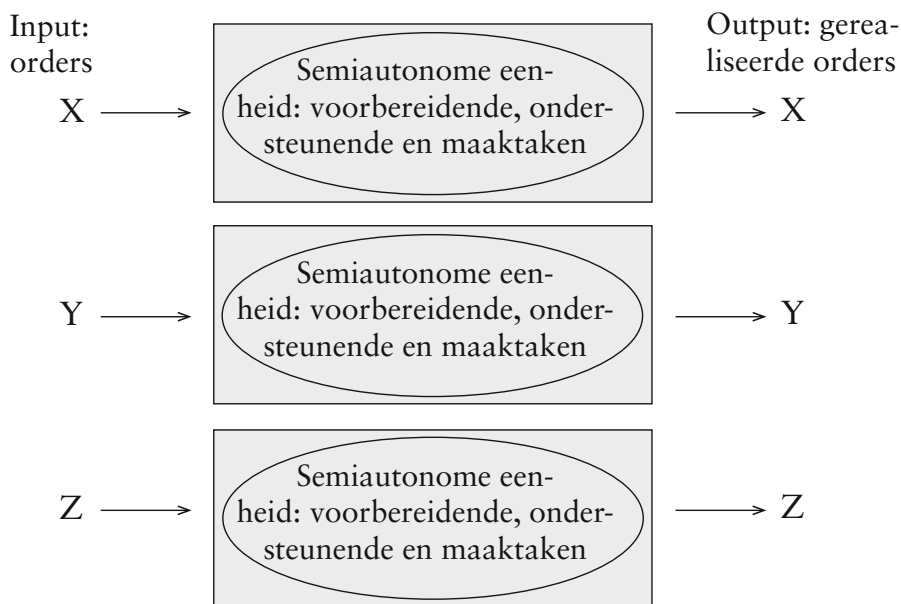 Input:
orders
Output: gerea-
liseerde orders
X
Semiautonome een-
heid: voorbereidende, onder-
steunende en maaktaken
X
Y
Semiautonome een-
heid: voorbereidende, onder-
steunende en maaktaken
Y
Z
Semiautonome een-
heid: voorbereidende, onder-
steunende en maaktaken
Z